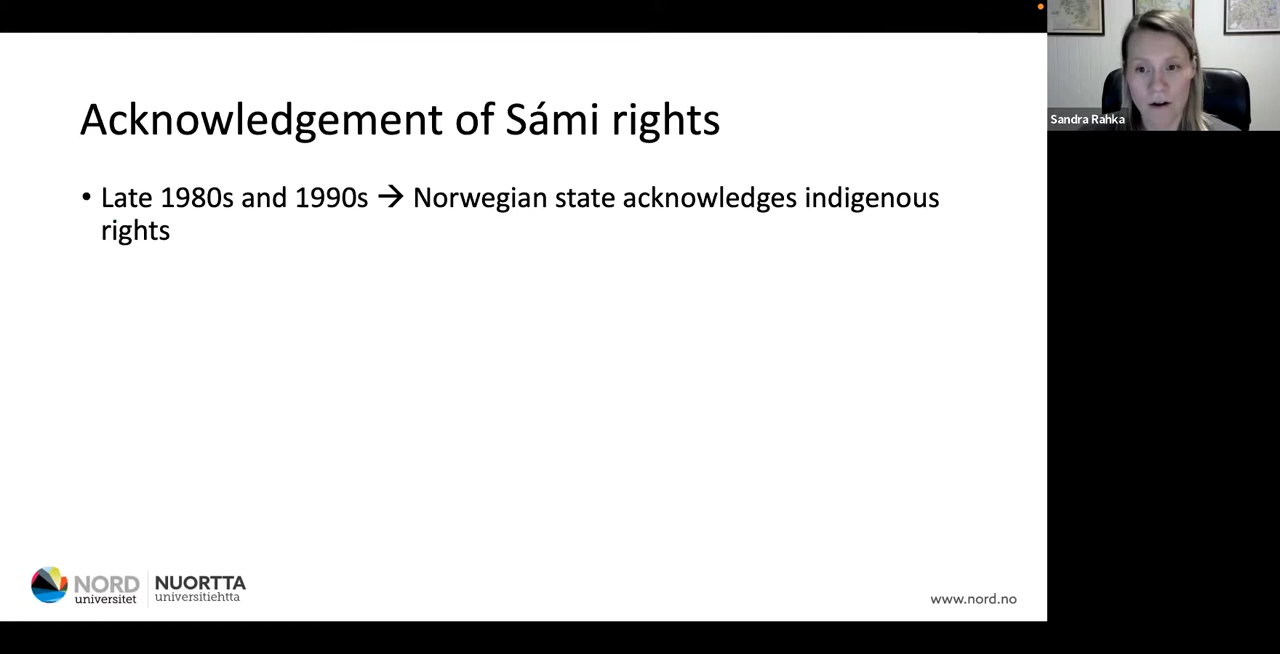 Acknowledgement of Sámi rights
• Late 1980s and 1990s → Norwegian state acknowledges indigenous
rights
NORD
universitet
NUORTTA
universitiehtta
www.nord.no
Sandra Rahka